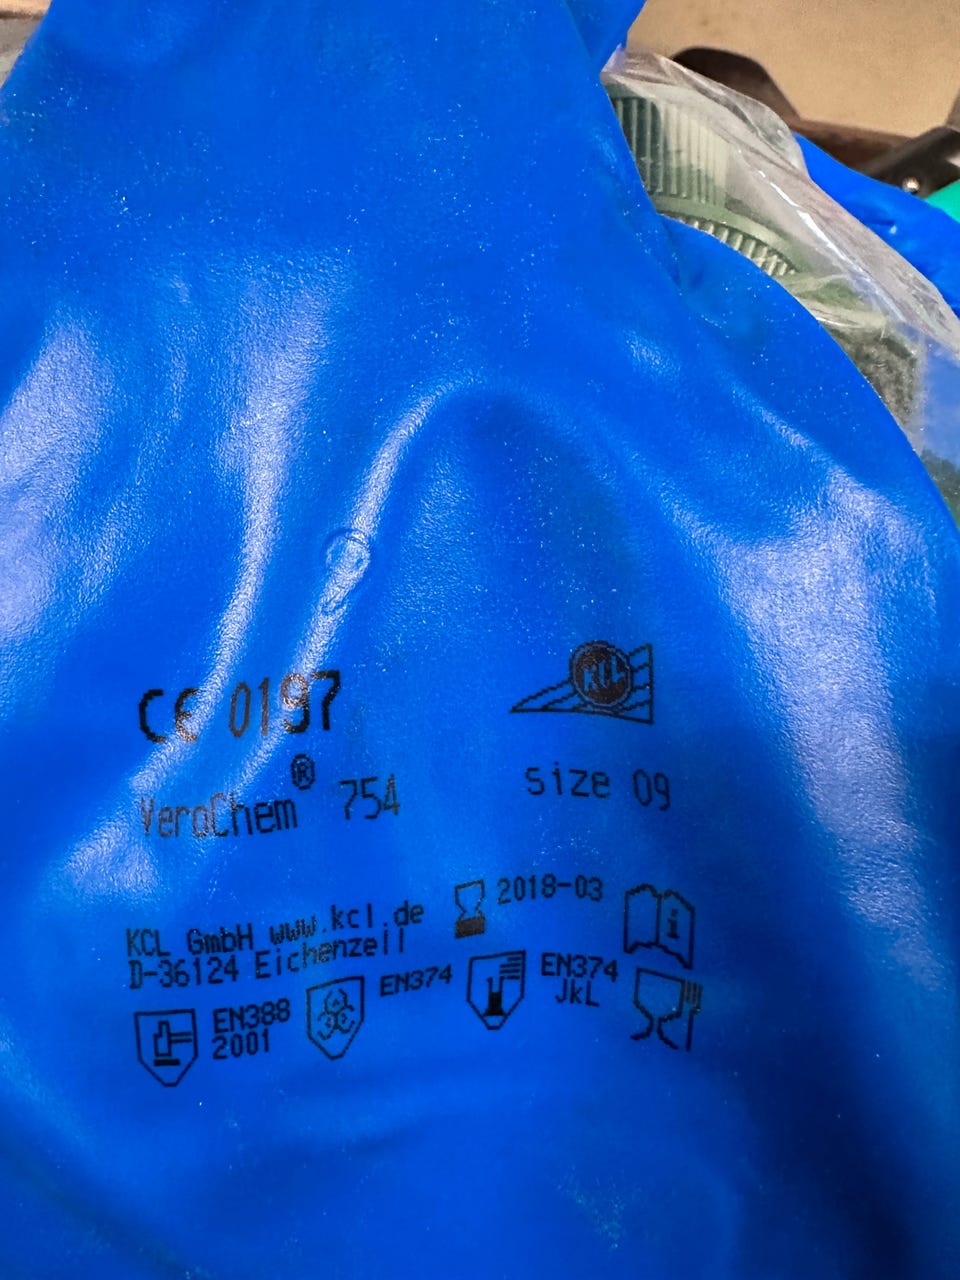 CE 0197
KCL
VeroChem® 754
size 09
KCL GmbH www.kcl.de
D-36124 Eichenzell
2018-03
i
EN388
2001
EN374
EN374
JkL